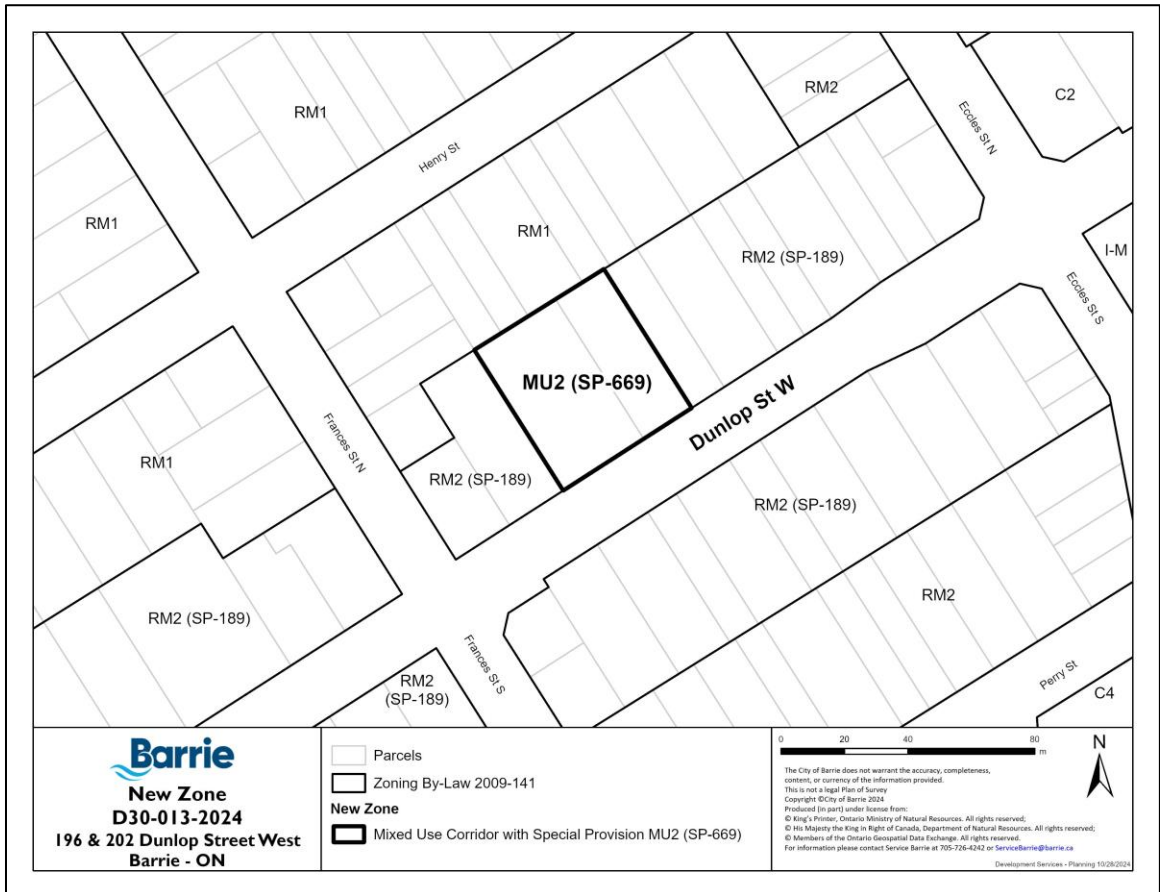 RM2
C2
Eccles St N
RM1
Henry St
RM1
RM1
RM2 (SP-189)
I-M
Eccles St S
MU2 (SP-669)
Dunlop St W
Frances St N
RM1
RM2 (SP-189)
RM2 (SP-189)
RM2
RM2 (SP-189)
Frances St S
RM2
(SP-189)
Perry St
C4
Barrie
New Zone
D30-013-2024
196 & 202 Dunlop Street West
Barrie - ON
Parcels
Zoning By-Law 2009-141
New Zone
Mixed Use Corridor with Special Provision MU2 (SP-669)
0 20 40 80
m
N
The City of Barrie does not warrant the accuracy, completeness,
content, or currency of the information provided.
This is not a legal Plan of Survey
Copyright ©City of Barrie 2024
Produced (in part) under license from:
© King's Printer, Ontario Ministry of Natural Resources. All rights reserved;
© His Majesty the King in Right of Canada, Department of Natural Resources. All rights reserved;
© Members of the Ontario Geospatial Data Exchange. All rights reserved.
For information please contact Service Barrie at 705-726-4242 or ServiceBarrie@barrie.ca
Development Services - Planning 10/28/2024